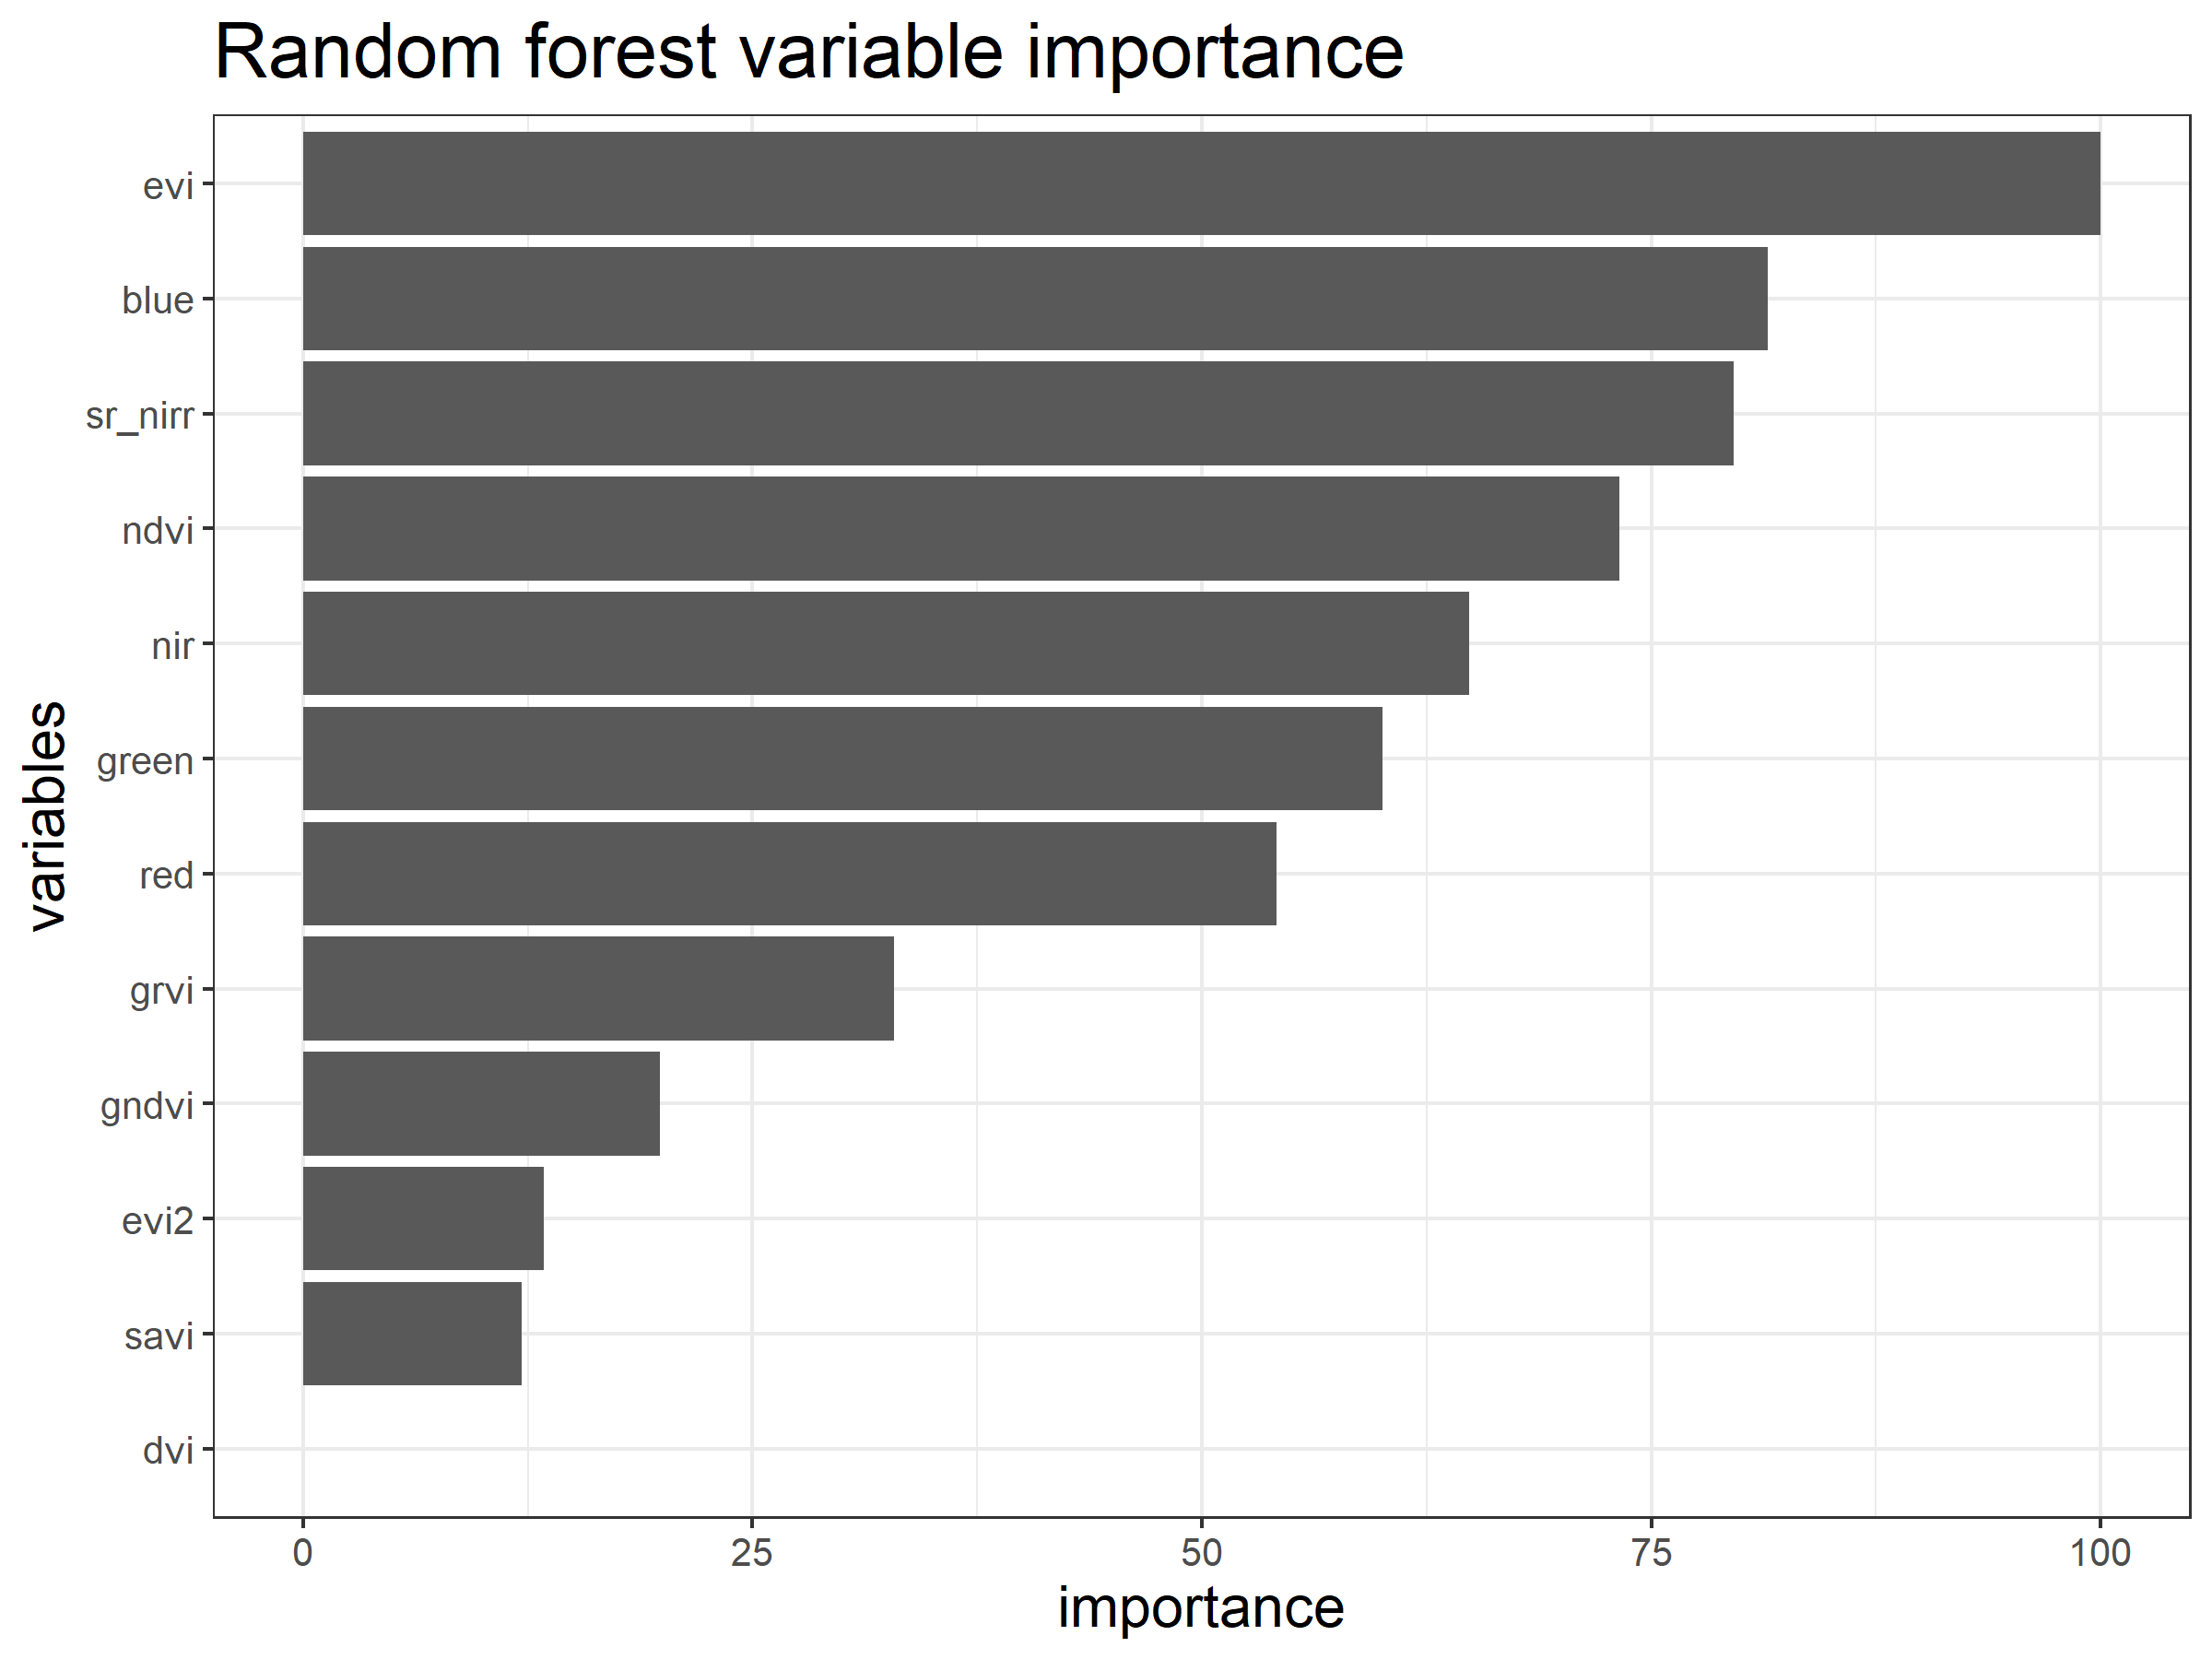 Random forest variable importance
evi
blue
sr_nirr
ndvi
nir
green
red
grvi
gndvi
evi2
savi
dvi
variables
0 25 50 75 100
importance